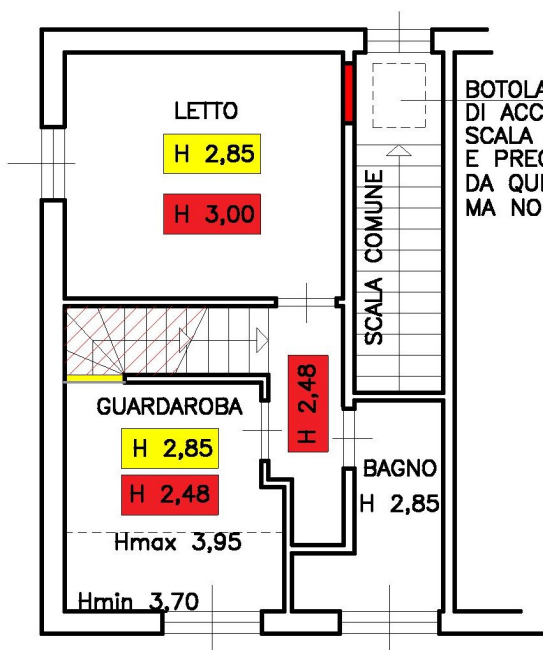 LETTO
H 2,85
H 3,00
BOTOLA
DI ACC
SCALA
E PREC
DA QU
MA NO
SCALA COMUNE
H 2,48
GUARDAROBA
H 2,85
H 2,48
Hmax 3,95
Hmin 3,70
BAGNO
H 2,85